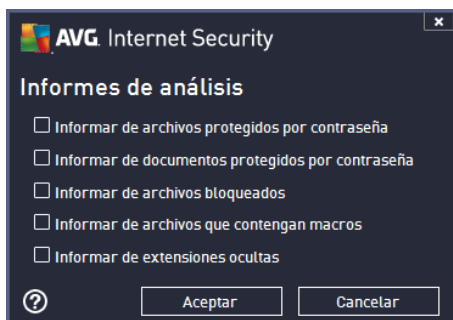 AVG. Internet Security
Informes de análisis
Informar de archivos protegidos por contraseña
Informar de documentos protegidos por contraseña
Informar de archivos bloqueados
Informar de archivos que contengan macros
Informar de extensiones ocultas
? Aceptar Cancelar